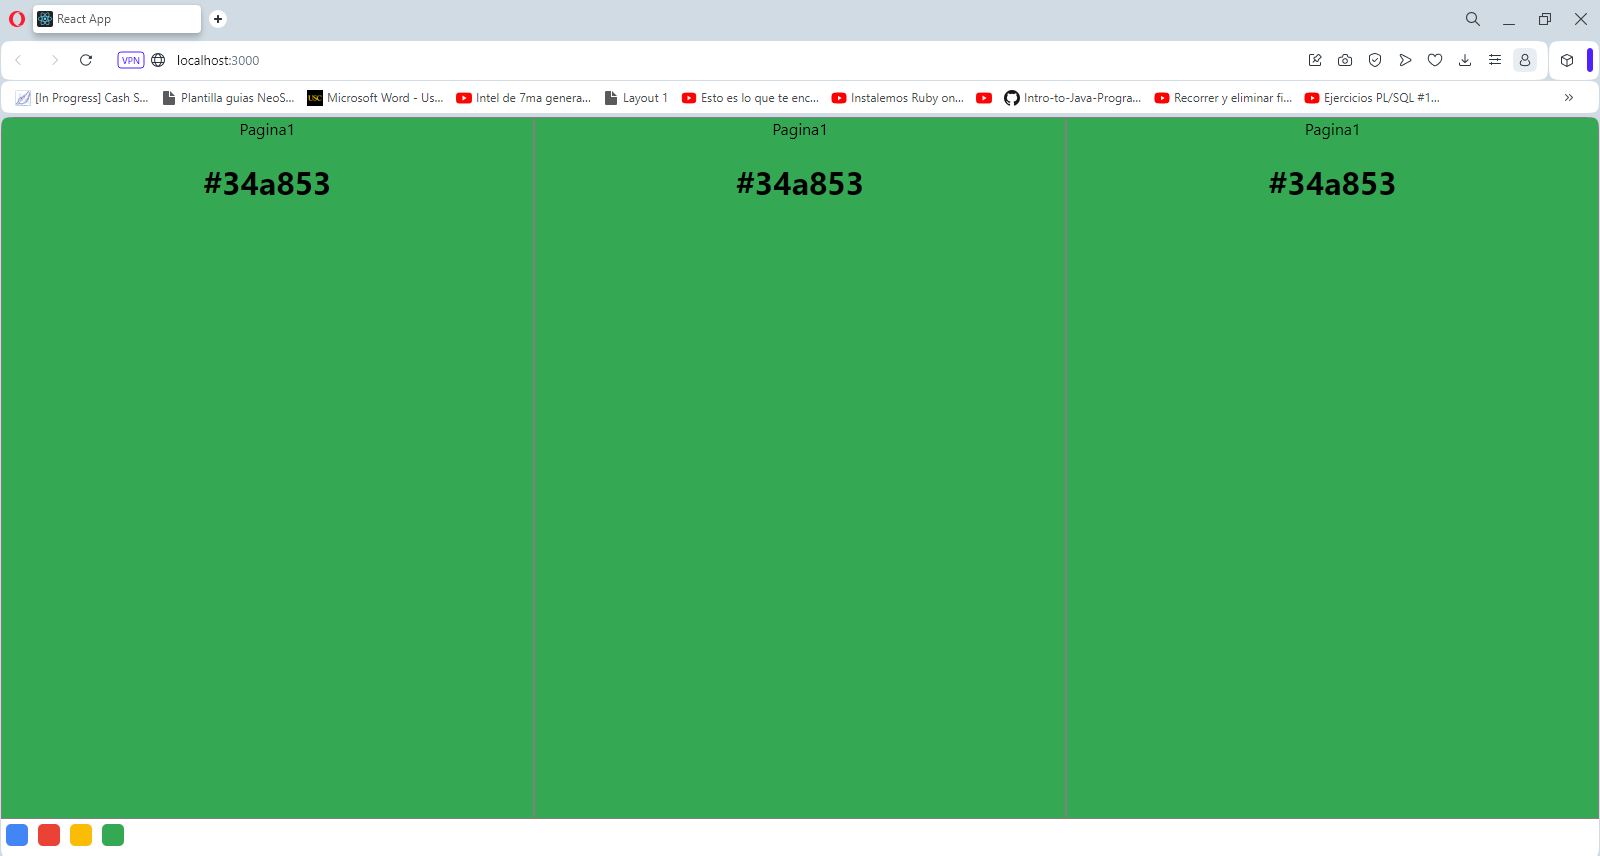 React App
VPN
localhost:3000
[In Progress] Cash S...
Plantilla guias NeoS...
USC
Microsoft Word - Us...
Intel de 7ma genera...
Layout 1
Esto es lo que te enc...
Instalemos Ruby on...
Intro-to-Java-Progra...
Recorrer y eliminar fi...
Ejercicios PL/SQL #1...
Pagina1
#34a853
Pagina1
#34a853
Pagina1
#34a853